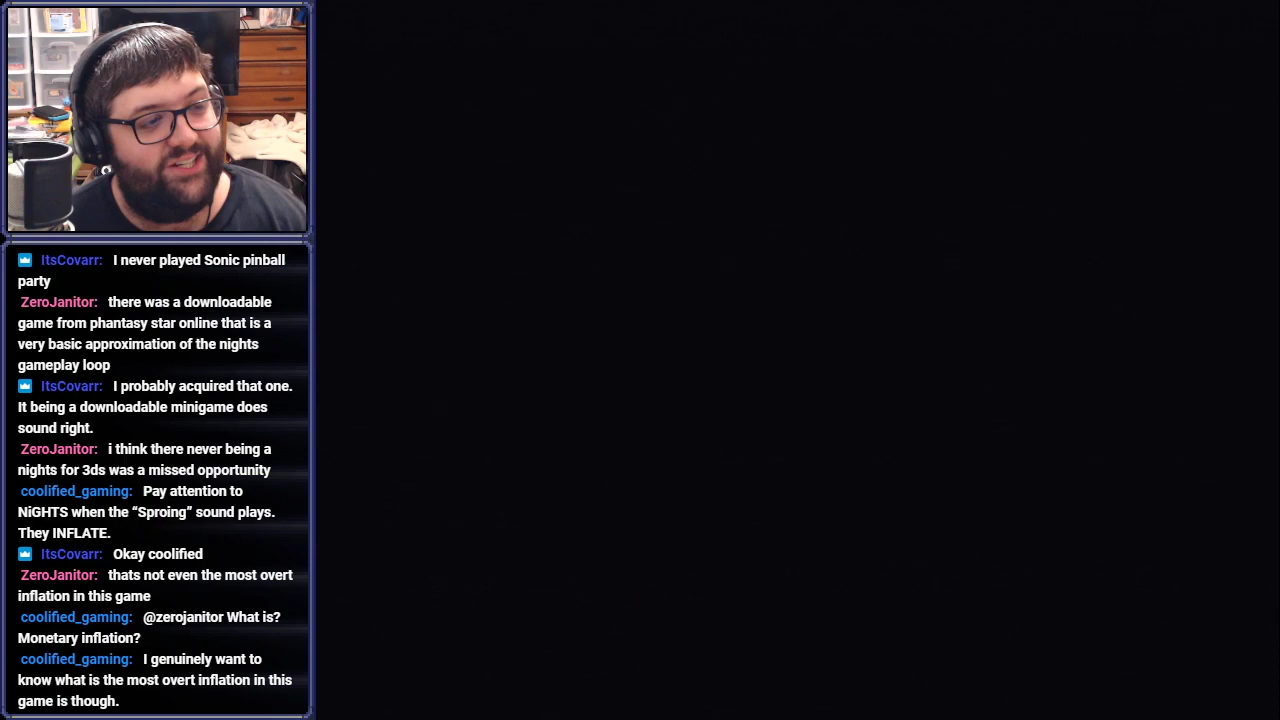 ItsCovarr: I never played Sonic pinball
party
ZeroJanitor: there was a downloadable
game from phantasy star online that is a
very basic approximation of the nights
gameplay loop
ItsCovarr: I probably acquired that one.
It being a downloadable minigame does
sound right.
ZeroJanitor: i think there never being a
nights for 3ds was a missed opportunity
coolified_gaming: Pay attention to
NiGHTS when the “Sproing” sound plays.
They INFLATE.
ItsCovarr: Okay coolified
ZeroJanitor: thats not even the most overt
inflation in this game
coolified_gaming: @zerojanitor What is?
Monetary inflation?
coolified_gaming: I genuinely want to
know what is the most overt inflation in this
game is though.